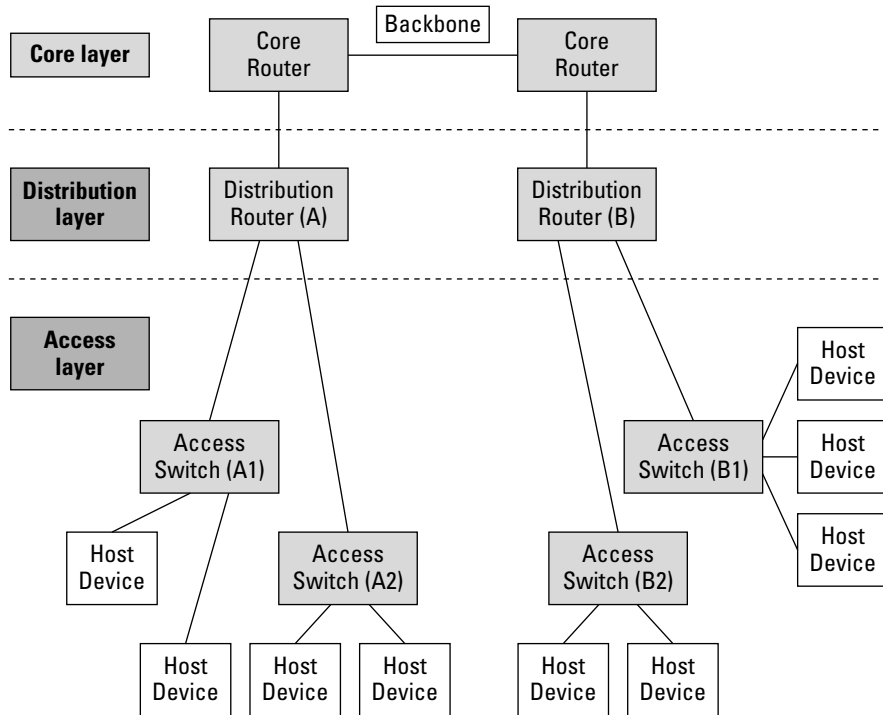 Backbone
Core layer
Core
Router
Core
Router
Distribution
layer
Distribution
Router (A)
Distribution
Router (B)
Access
layer
Host
Device
Access
Switch (A1)
Access
Switch (B1)
Host
Device
Host
Device
Host
Device
Access
Switch (A2)
Access
Switch (B2)
Host
Device
Host
Device
Host
Device
Host
Device
Host
Device